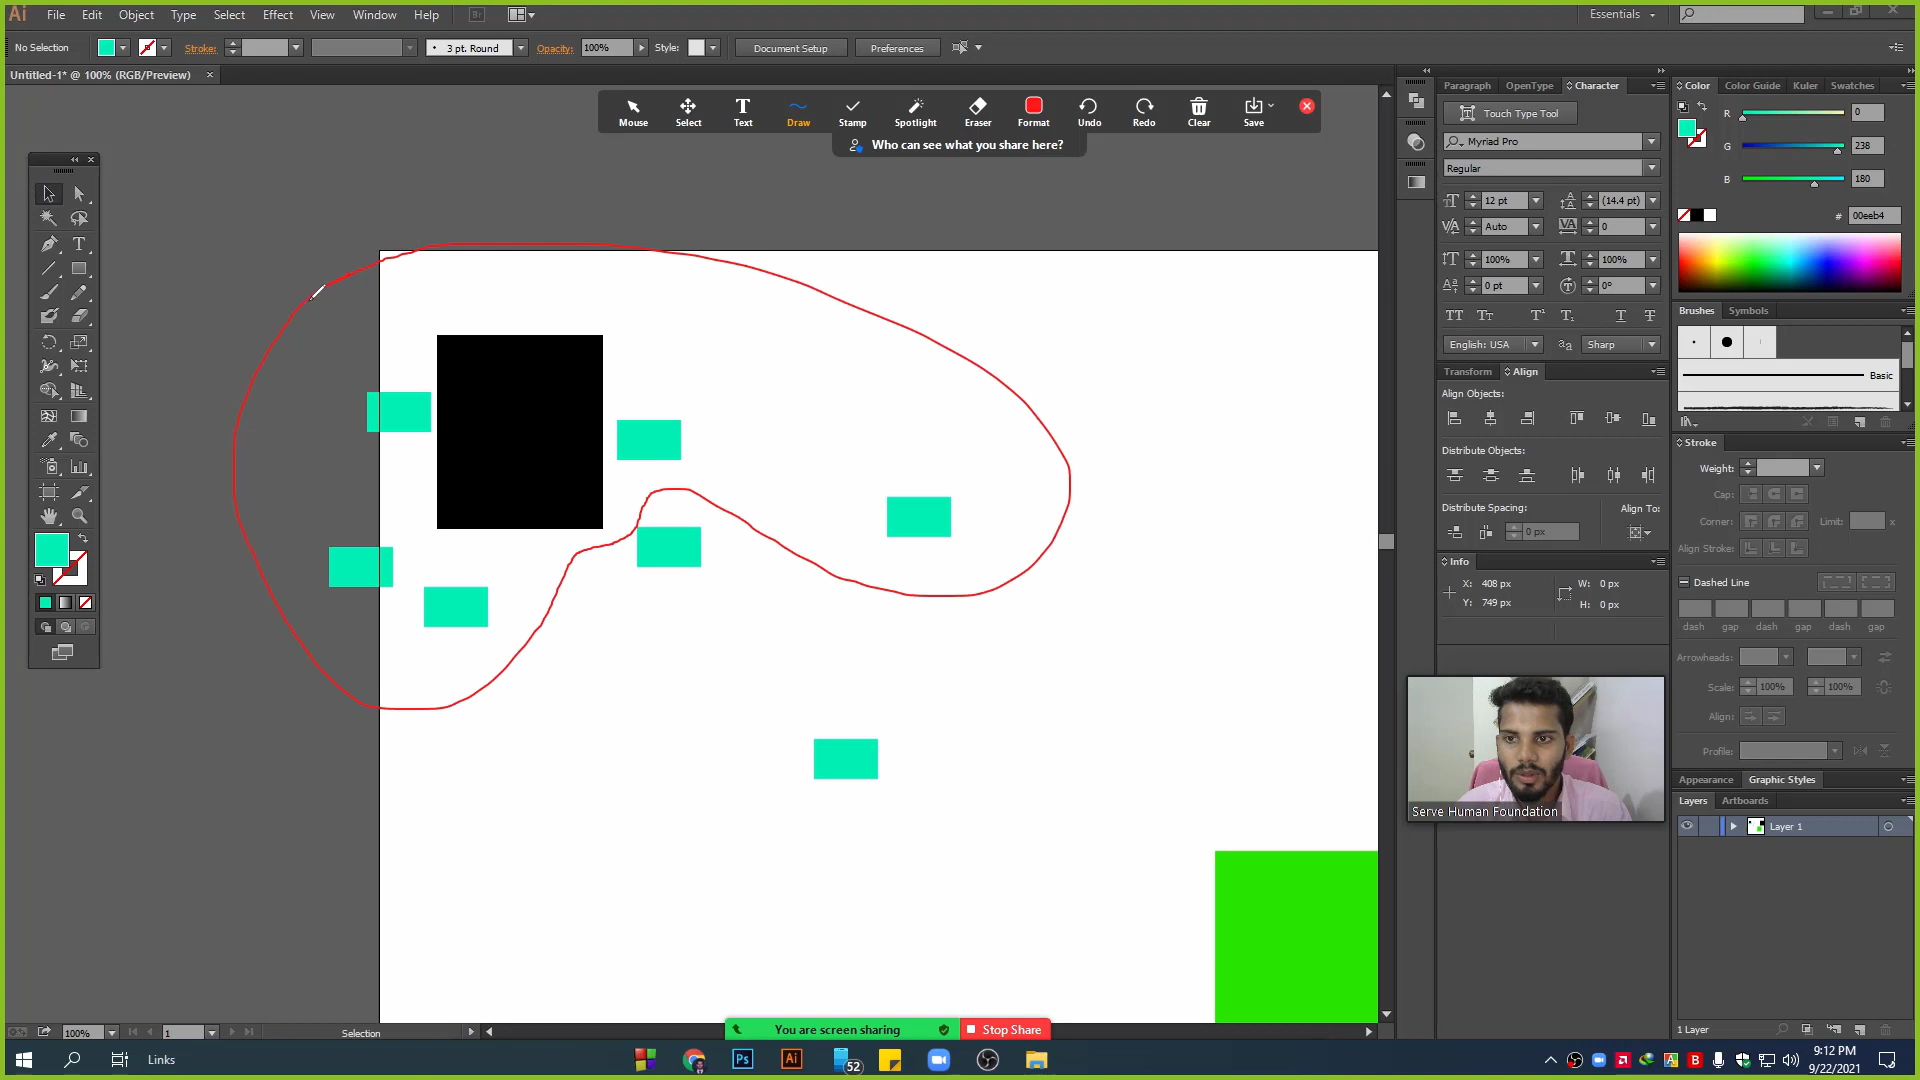 Ai File Edit Object Type Select Effect View Window Help Br Essentials
No Selection Stroke: 3 pt. Round Opacity: 100% Style: Document Setup Preferences
Untitled-1* @ 100% (RGB/Preview) ×
Mouse Select Text Draw Stamp Spotlight Eraser Format Undo Redo Clear Save
Who can see what you share here?
Paragraph OpenType Character
Touch Type Tool
Myriad Pro
Regular
12 pt (14.4 pt)
Auto 0
100% 100%
0 pt 0°
English: USA Sharp
Transform Align
Align Objects:
Distribute Objects:
Distribute Spacing: Align To:
0 px
Info
X: 408 px W: 0 px
Y: 749 px H: 0 px
Color Color Guide Kuler Swatches
R 0
G 238
B 180
# 00eeb4
Brushes Symbols
Basic
Stroke
Weight:
Cap:
Corner: Limit: x
Align Stroke:
Dashed Line
dash gap dash gap dash gap
Arrowheads:
Scale: 100% 100%
Align:
Profile:
Appearance Graphic Styles
Layers Artboards
Layer 1
1 Layer
Serve Human Foundation
100% 1 Selection
You are screen sharing Stop Share
Links Ps Ai 52
9:12 PM
9/22/2021